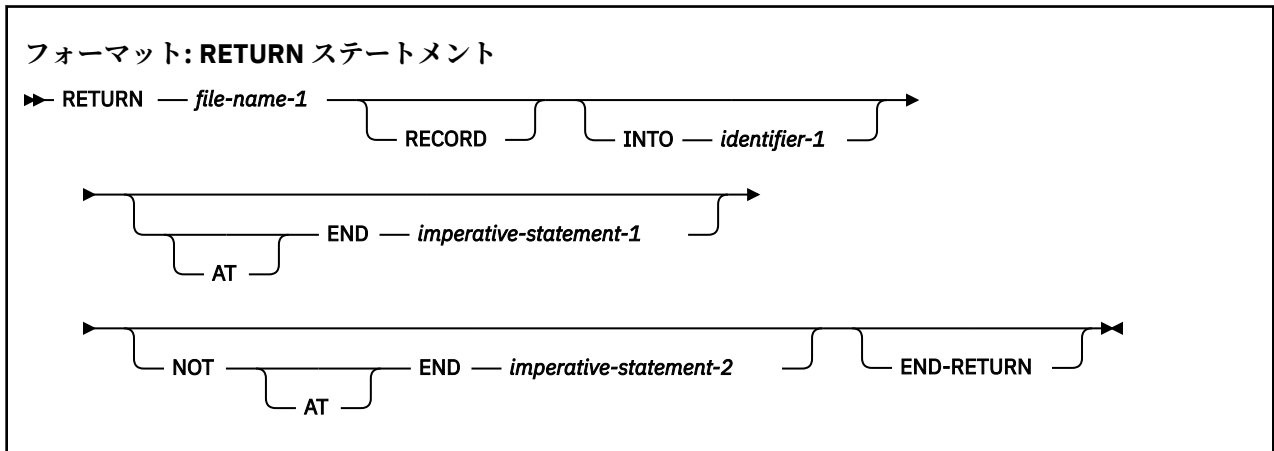 フォーマット: RETURN ステートメント
RETURN file-name-1
RECORD
INTO identifier-1
END imperative-statement-1
AT
NOT
END imperative-statement-2
AT
END-RETURN